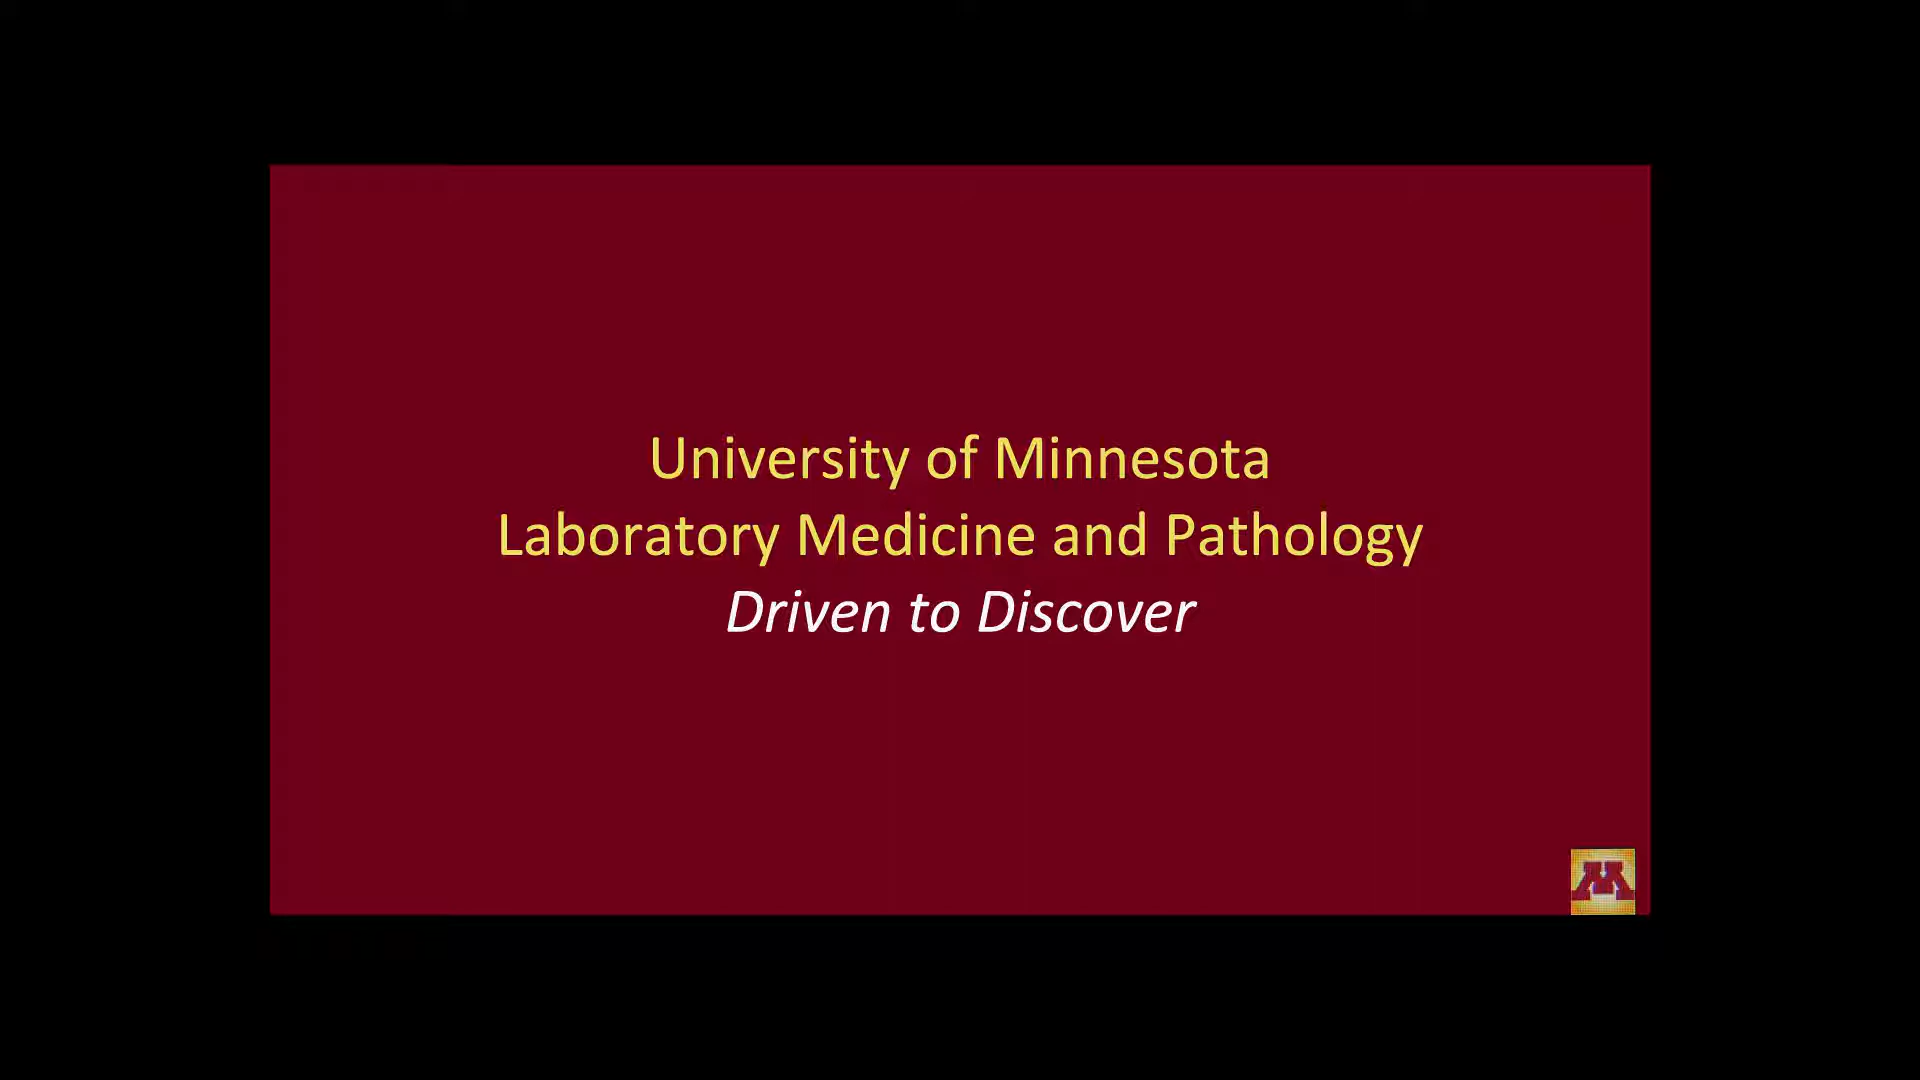 University of Minnesota
Laboratory Medicine and Pathology
Driven to Discover
M